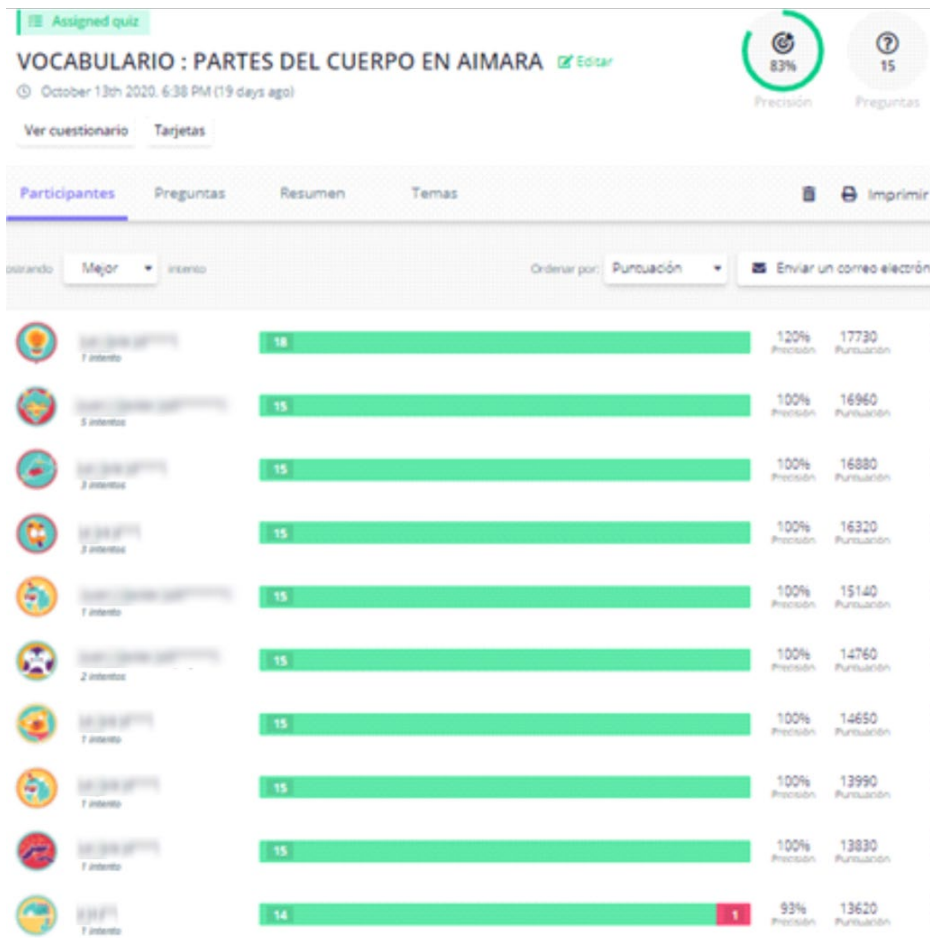 Assigned quiz
VOCABULARIO : PARTES DEL CUERPO EN AIMARA Editar
October 13th 2020, 6:38 PM (19 days ago)
83%
Precisión
15
Preguntas
Ver cuestionario Tarjetas
Participantes Preguntas Resumen Temas Imprimir
ostrando Mejor intento Ordenar por: Puntuación Enviar un correo electrón
18 120% 17730
1 intento Precisión Puntuación
15 100% 16960
5 intentos Precisión Puntuación
15 100% 16880
3 intentos Precisión Puntuación
15 100% 16320
3 intentos Precisión Puntuación
15 100% 15140
1 intento Precisión Puntuación
15 100% 14760
2 intentos Precisión Puntuación
15 100% 14650
1 intento Precisión Puntuación
15 100% 13990
1 intento Precisión Puntuación
15 100% 13830
1 intento Precisión Puntuación
14 1 93% 13620
1 intento Precisión Puntuación